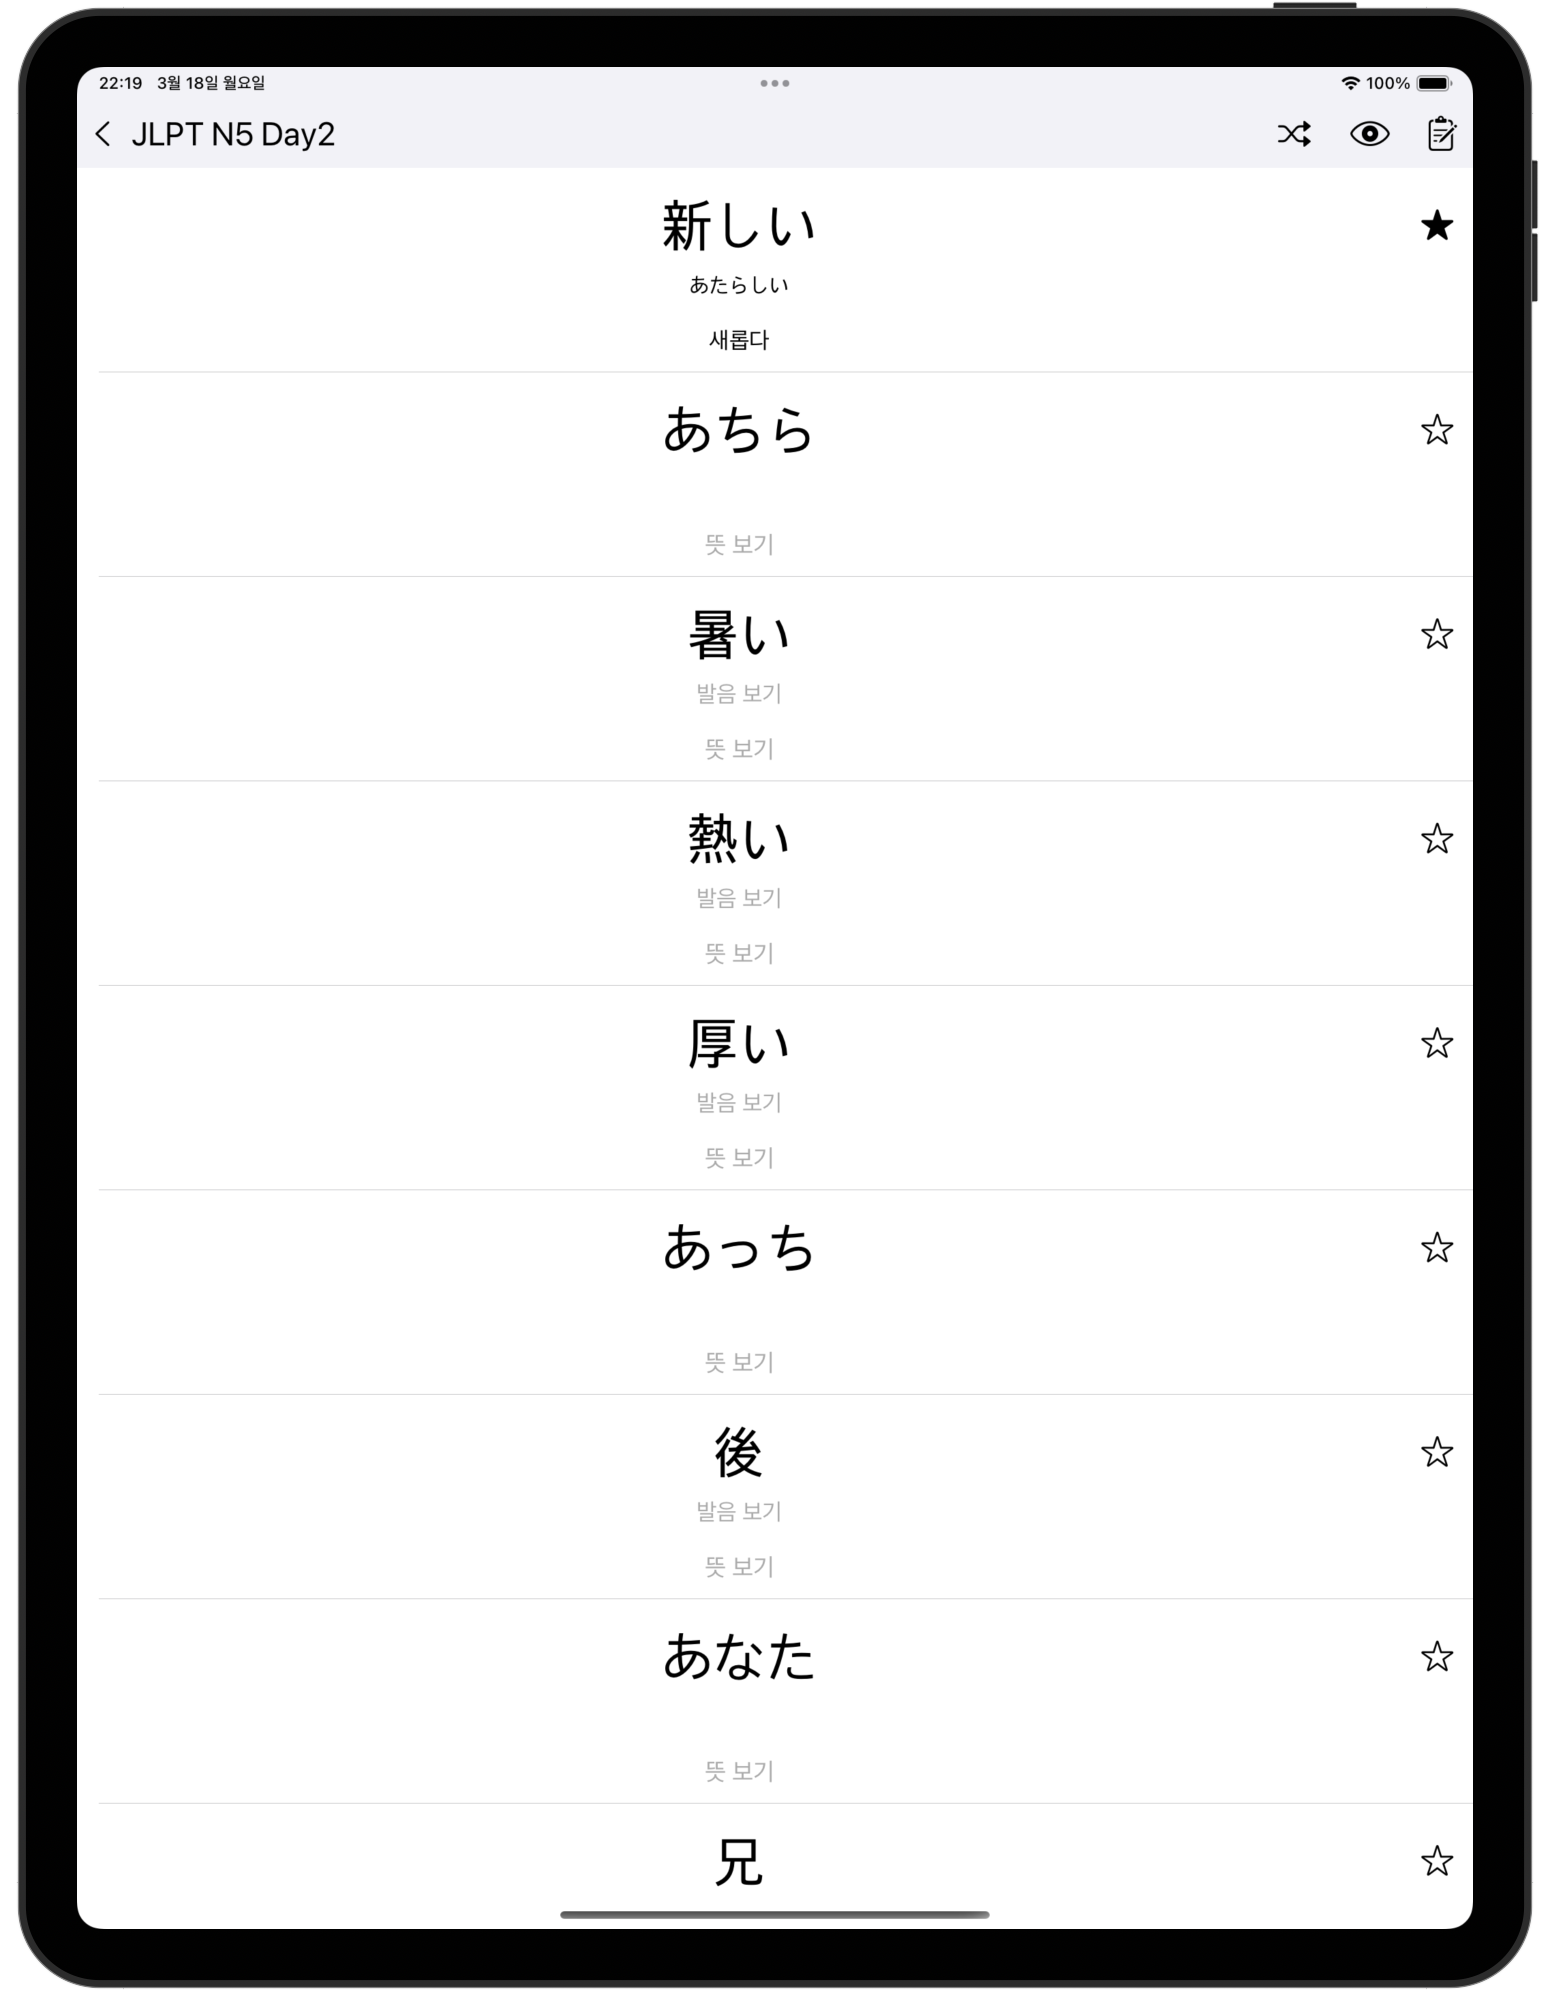 22:19 3월 18일 월요일 100%
JLPT N5 Day2
新しい
あたらしい
새롭다
あちら
뜻 보기
暑い
발음 보기
뜻 보기
熱い
발음 보기
뜻 보기
厚い
발음 보기
뜻 보기
あっち
뜻 보기
後
발음 보기
뜻 보기
あなた
뜻 보기
兄